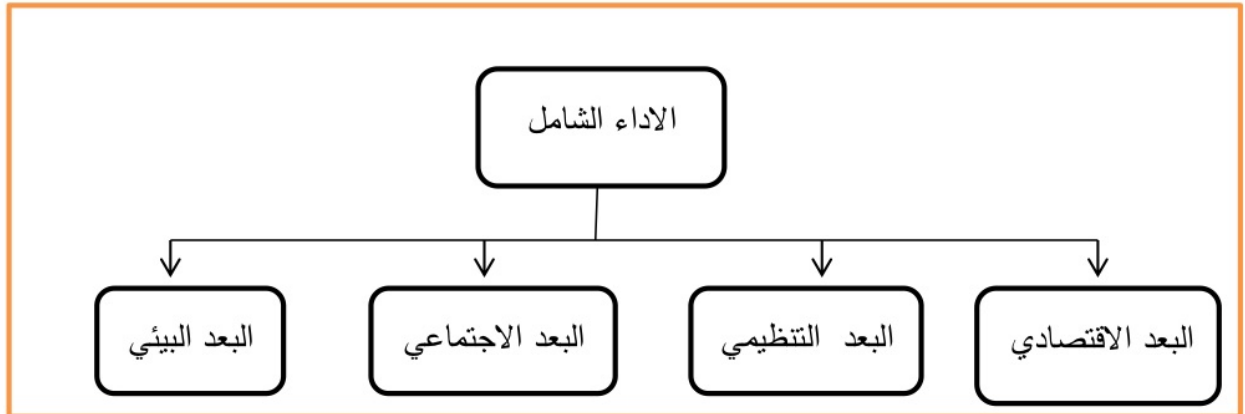 الاداء الشامل
البعد الاقتصادي
البعد التنظيمي
البعد الاجتماعي
البعد البيئي